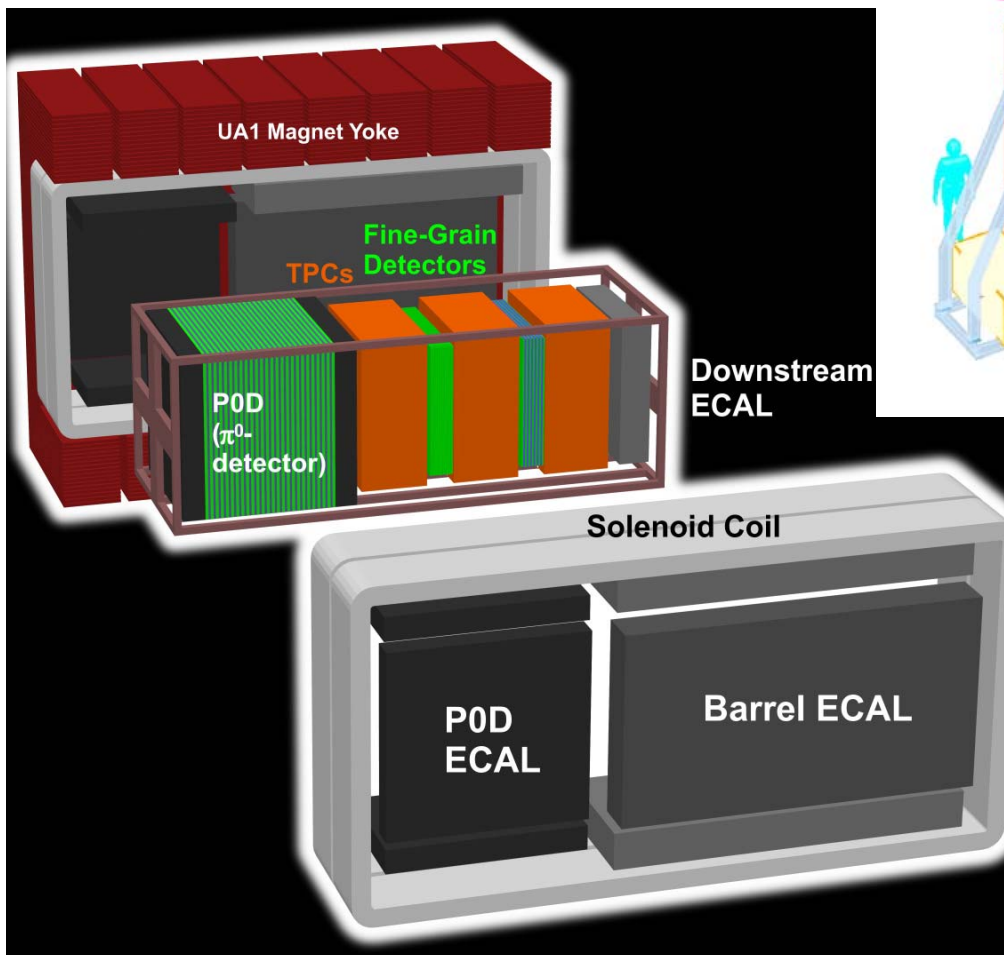 UA1 Magnet Yoke
Fine-Grain
Detectors
TPCs
Downstream
ECAL
P0D
(π⁰-
detector)
Solenoid Coil
P0D
ECAL
Barrel ECAL